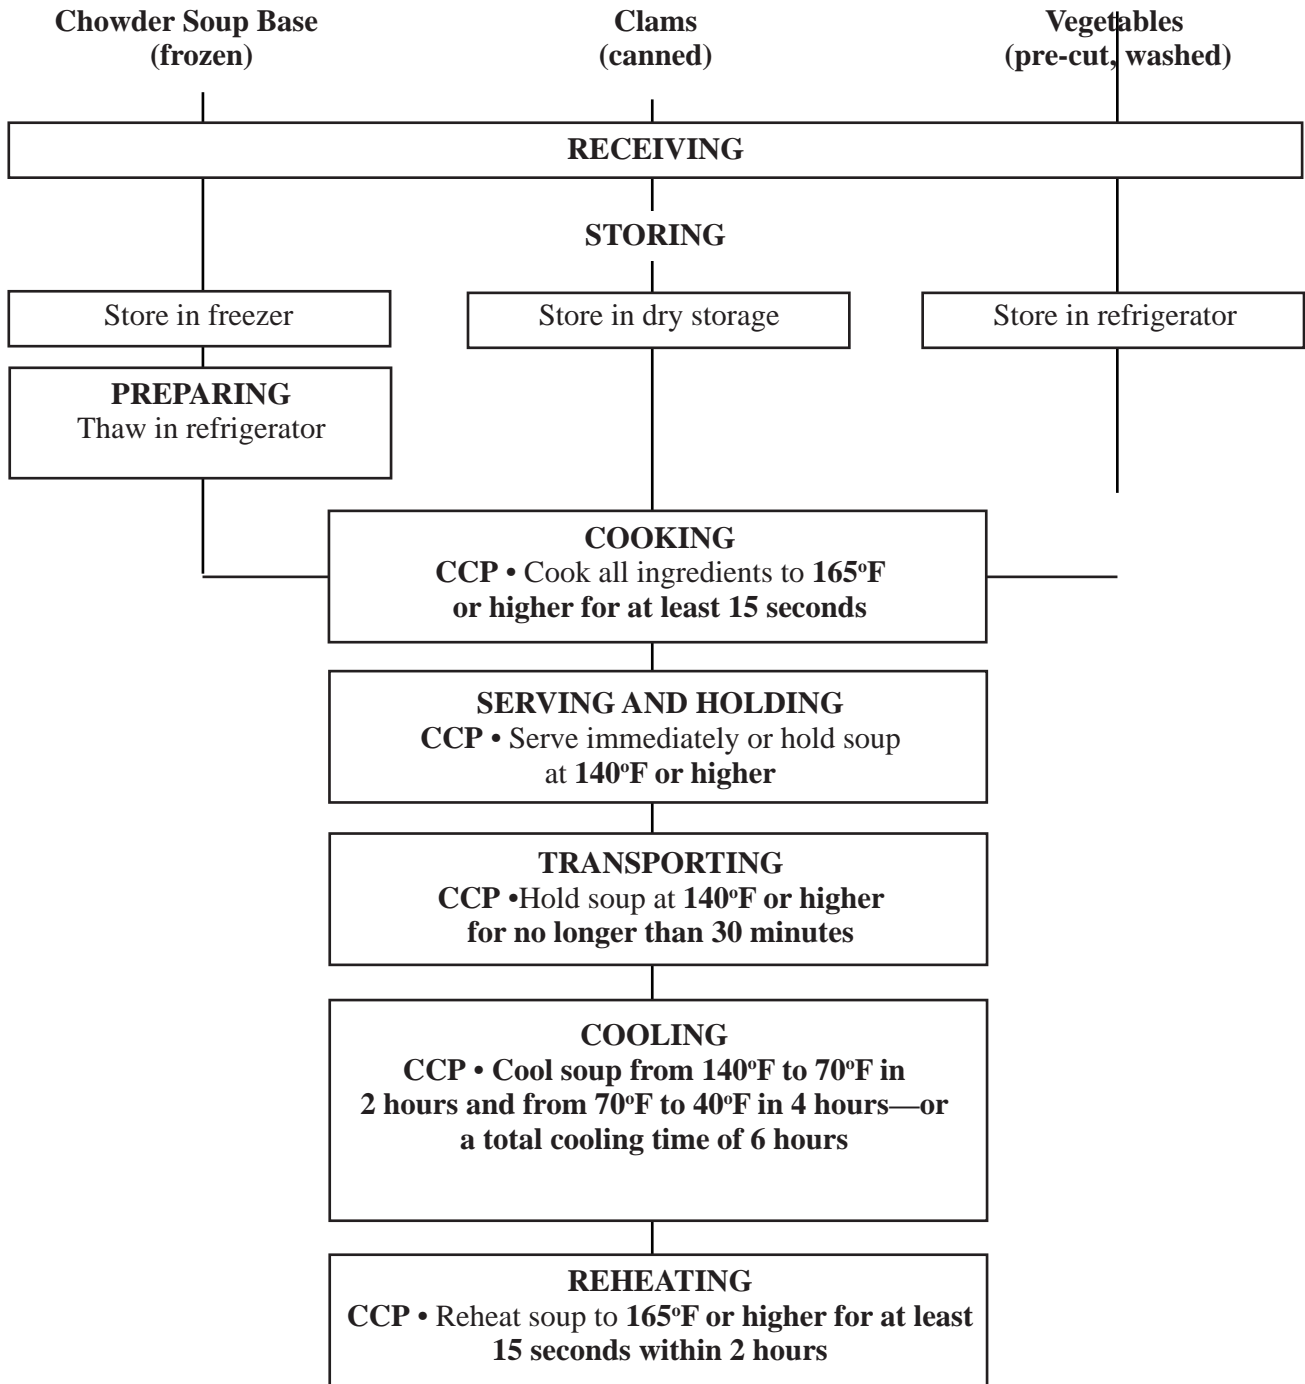 Chowder Soup Base
(frozen)
Clams
(canned)
Vegetables
(pre-cut, washed)
RECEIVING
STORING
Store in freezer
Store in dry storage
Store in refrigerator
PREPARING
Thaw in refrigerator
COOKING
CCP • Cook all ingredients to 165ºF
or higher for at least 15 seconds
SERVING AND HOLDING
CCP • Serve immediately or hold soup
at 140ºF or higher
TRANSPORTING
CCP •Hold soup at 140ºF or higher
for no longer than 30 minutes
COOLING
CCP • Cool soup from 140ºF to 70ºF in
2 hours and from 70ºF to 40ºF in 4 hours—or
a total cooling time of 6 hours
REHEATING
CCP • Reheat soup to 165ºF or higher for at least
15 seconds within 2 hours